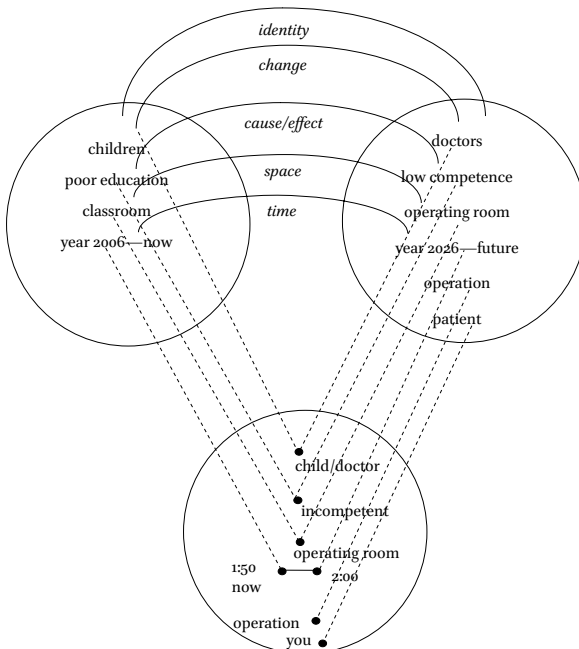 identity
change
cause/effect
space
time
children
poor education
classroom
year 2006—now
doctors
low competence
operating room
year 2026—future
operation
patient
child/doctor
incompetent
operating room
1:50
now
2:00
operation
you